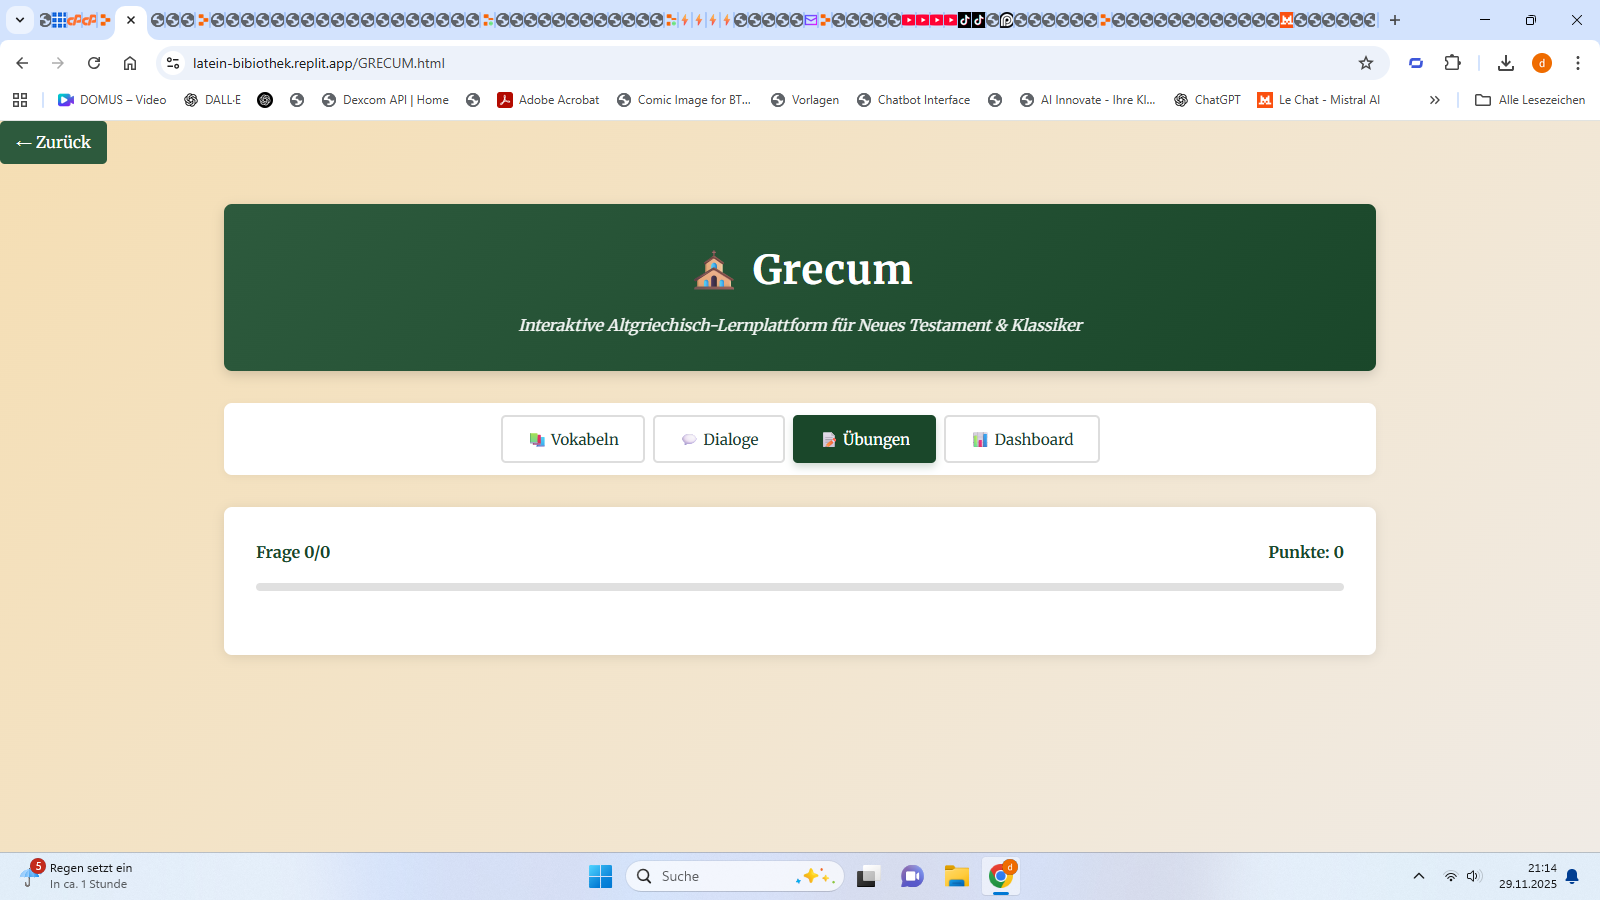 latein-bibiothek.replit.app/GRECUM.html
d
DOMUS – Video
DALL·E
Dexcom API | Home
Adobe Acrobat
Comic Image for BT...
Vorlagen
Chatbot Interface
AI Innovate - Ihre KI...
ChatGPT
Le Chat - Mistral AI
Alle Lesezeichen
← Zurück
Grecum
Interaktive Altgriechisch-Lernplattform für Neues Testament & Klassiker
Vokabeln
Dialoge
Übungen
Dashboard
Frage 0/0
Punkte: 0
5
Regen setzt ein
In ca. 1 Stunde
Suche
d
21:14
29.11.2025